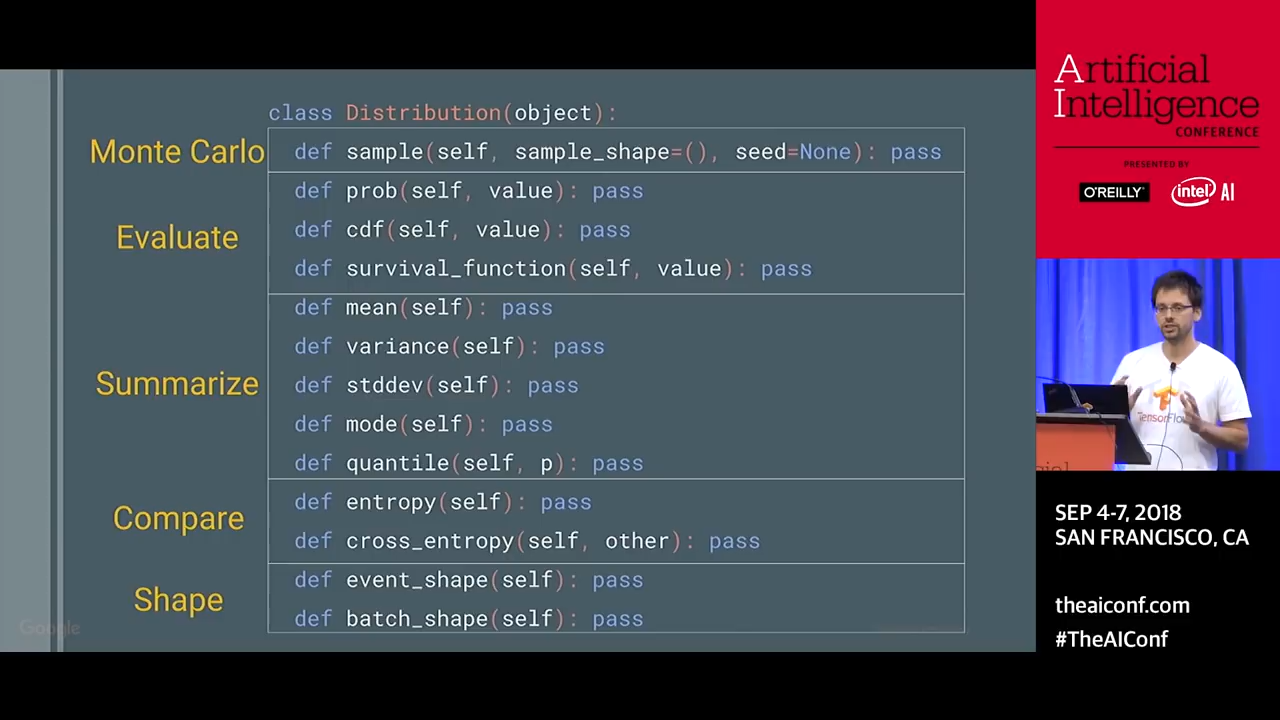 class Distribution(object):
Monte Carlo
def sample(self, sample_shape=(), seed=None): pass
Evaluate
def prob(self, value): pass
def cdf(self, value): pass
def survival_function(self, value): pass
Summarize
def mean(self): pass
def variance(self): pass
def stddev(self): pass
def mode(self): pass
def quantile(self, p): pass
Compare
def entropy(self): pass
def cross_entropy(self, other): pass
Shape
def event_shape(self): pass
def batch_shape(self): pass
Google
Artificial
Intelligence
CONFERENCE
PRESENTED BY
O'REILLY
intel AI
TensorFlow
SEP 4-7, 2018
SAN FRANCISCO, CA
theaiconf.com
#TheAIConf